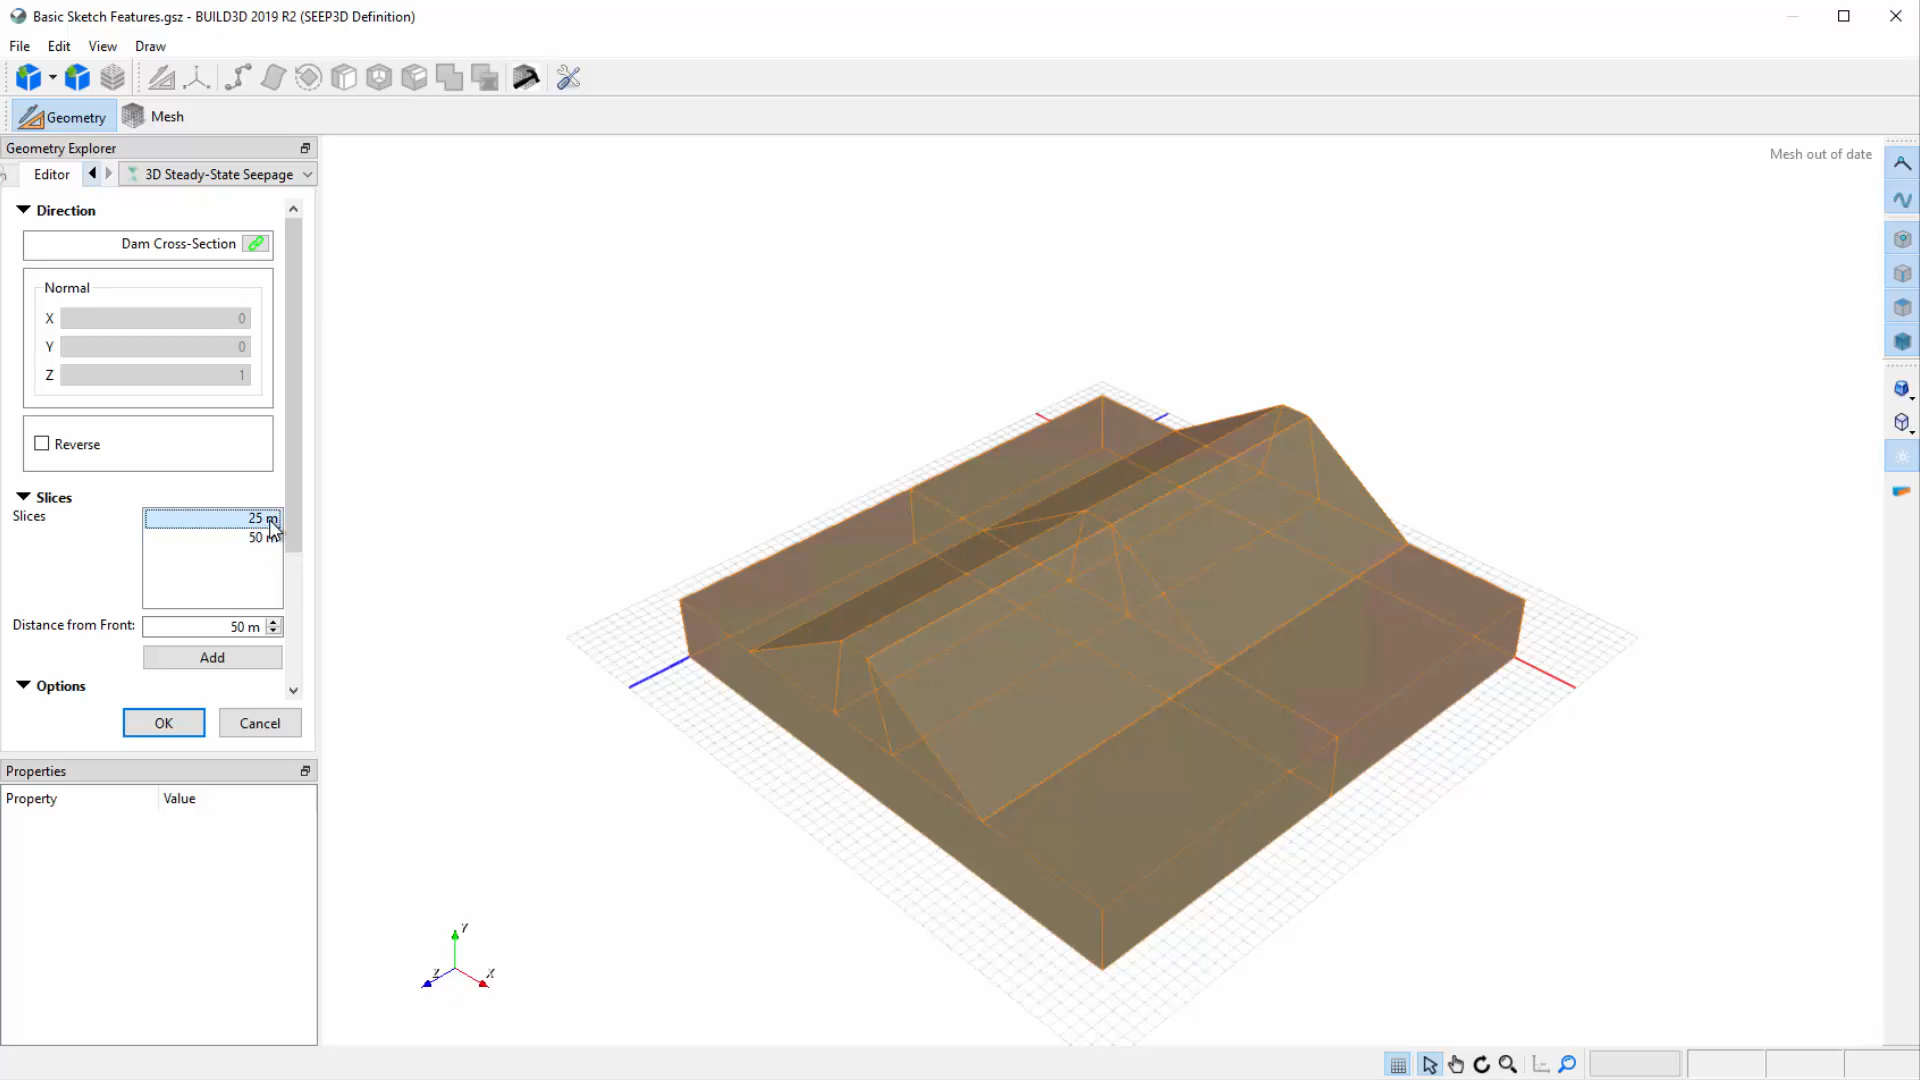 Basic Sketch Features.gsz - BUILD3D 2019 R2 (SEEP3D Definition)
File Edit View Draw
Geometry Mesh
Geometry Explorer
Mesh out of date
Editor 3D Steady-State Seepage
Direction
Dam Cross-Section
Normal
X 0
Y 0
Z 1
Reverse
Slices
Slices 25 m
50 m
Distance from Front: 50 m
Add
Options
OK Cancel
Properties
Property Value
Y
Z X